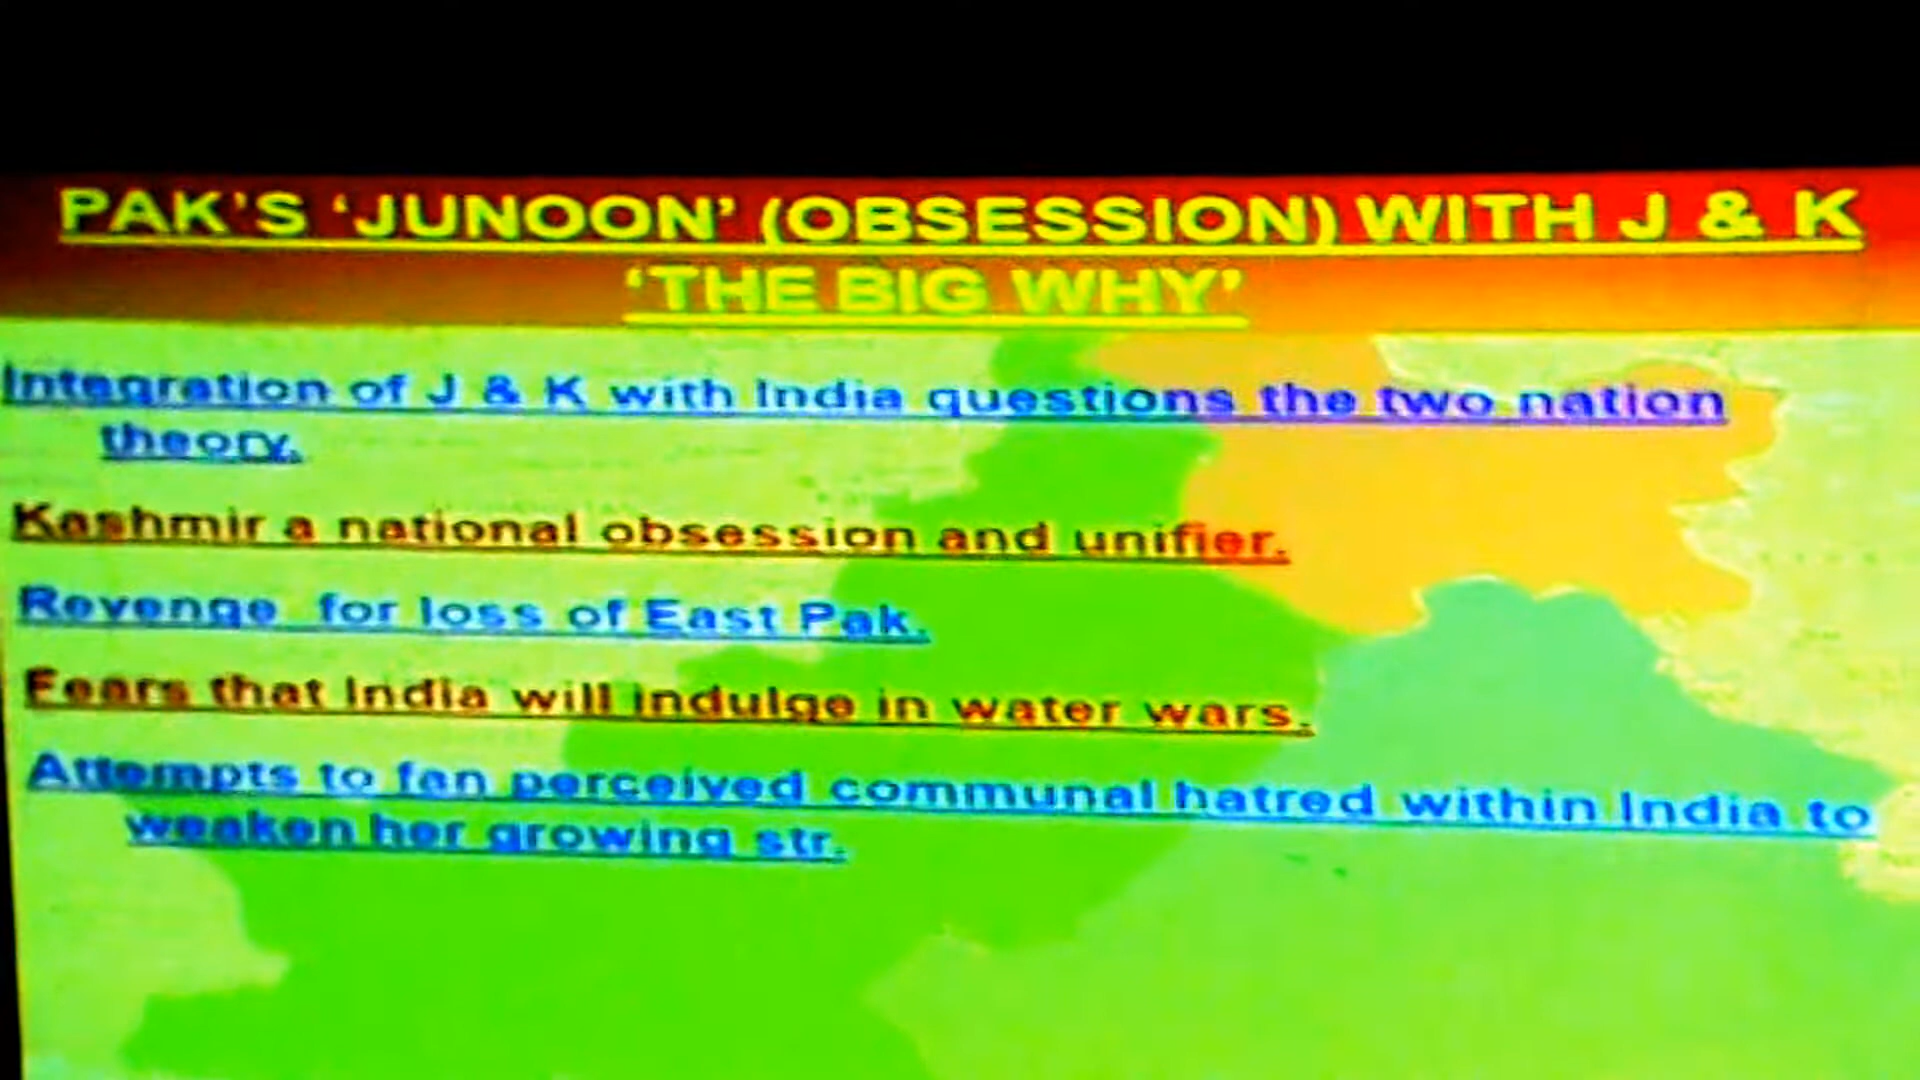 PAK'S 'JUNOON' (OBSESSION) WITH J & K
'THE BIG WHY'
Integration of J & K with India questions the two nation
theory.
Kashmir a national obsession and unifier.
Revenge for loss of East Pak.
Fears that India will indulge in water wars.
Attempts to fan perceived communal hatred within India to
weaken her growing str.